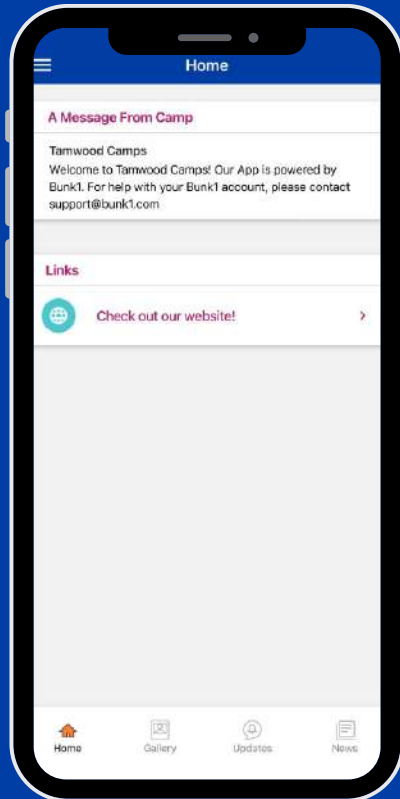 Home
A Message From Camp
Tamwood Camps
Welcome to Tamwood Camps! Our App is powered by
Bunk1. For help with your Bunk1 account, please contact
support@bunk1.com
Links
Check out our website!
Home Gallery Updates News